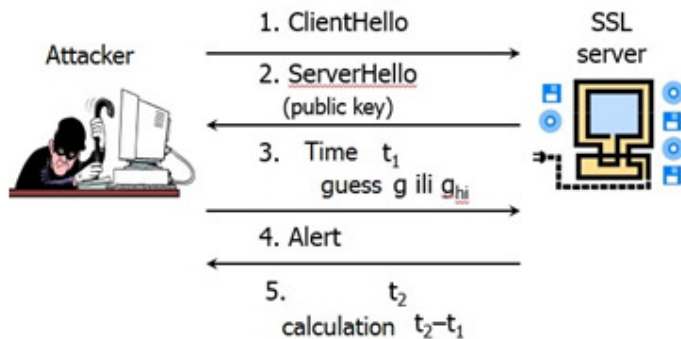 1. ClientHello
SSL
server
Attacker
2. ServerHello
(public key)
3. Time t₁
guess g ili g_hi
4. Alert
5. t₂
calculation t₂–t₁